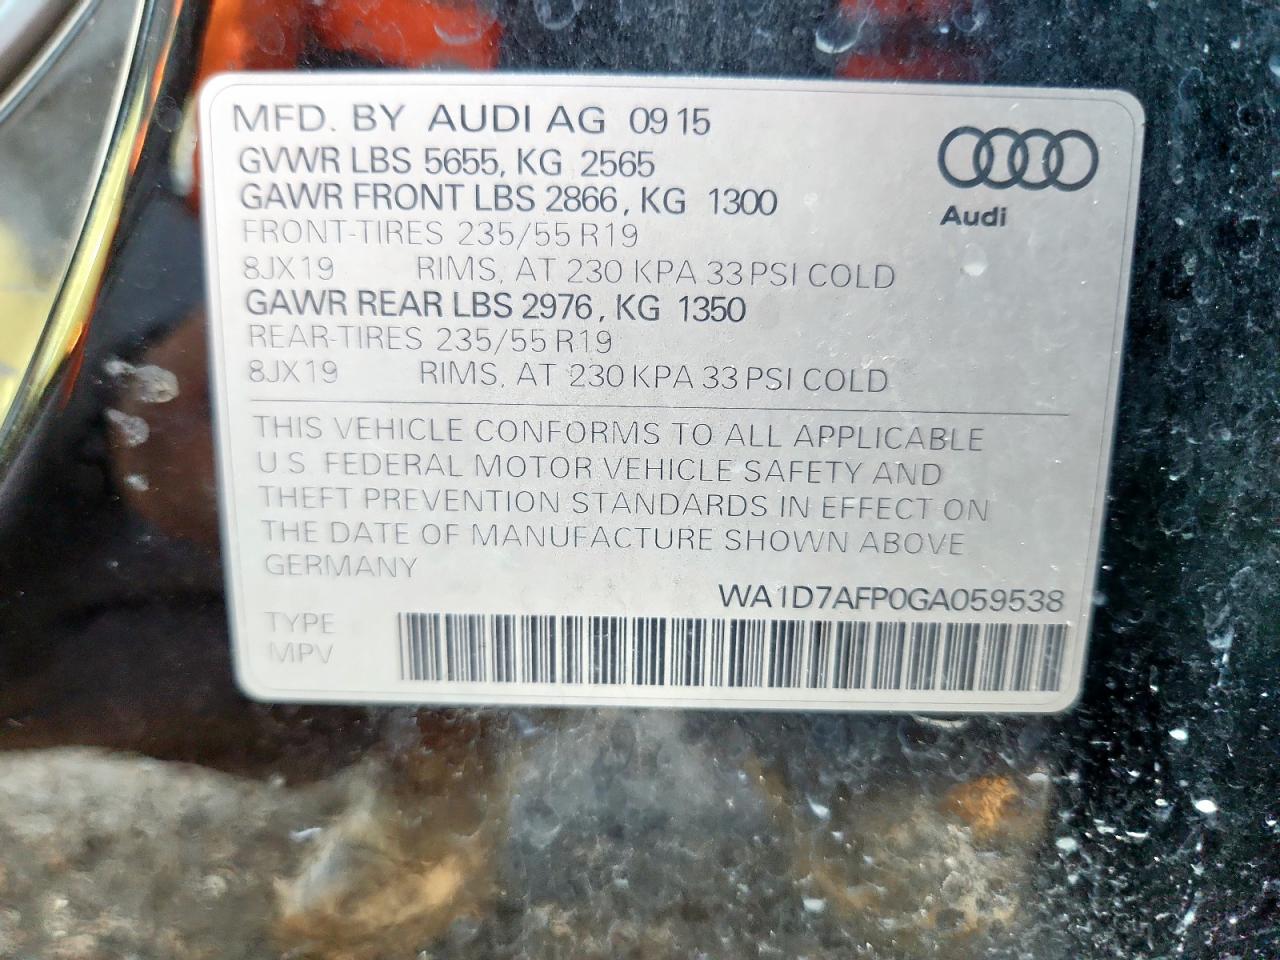 MFD. BY AUDI AG 09 15
GVWR LBS 5655, KG 2565
GAWR FRONT LBS 2866, KG 1300
FRONT-TIRES 235/55 R19
8JX19 RIMS, AT 230 KPA 33 PSI COLD
GAWR REAR LBS 2976, KG 1350
REAR-TIRES 235/55 R19
8JX19 RIMS, AT 230 KPA 33 PSI COLD
Audi
THIS VEHICLE CONFORMS TO ALL APPLICABLE
U.S. FEDERAL MOTOR VEHICLE SAFETY AND
THEFT PREVENTION STANDARDS IN EFFECT ON
THE DATE OF MANUFACTURE SHOWN ABOVE
GERMANY
WA1D7AFP0GA059538
TYPE
MPV